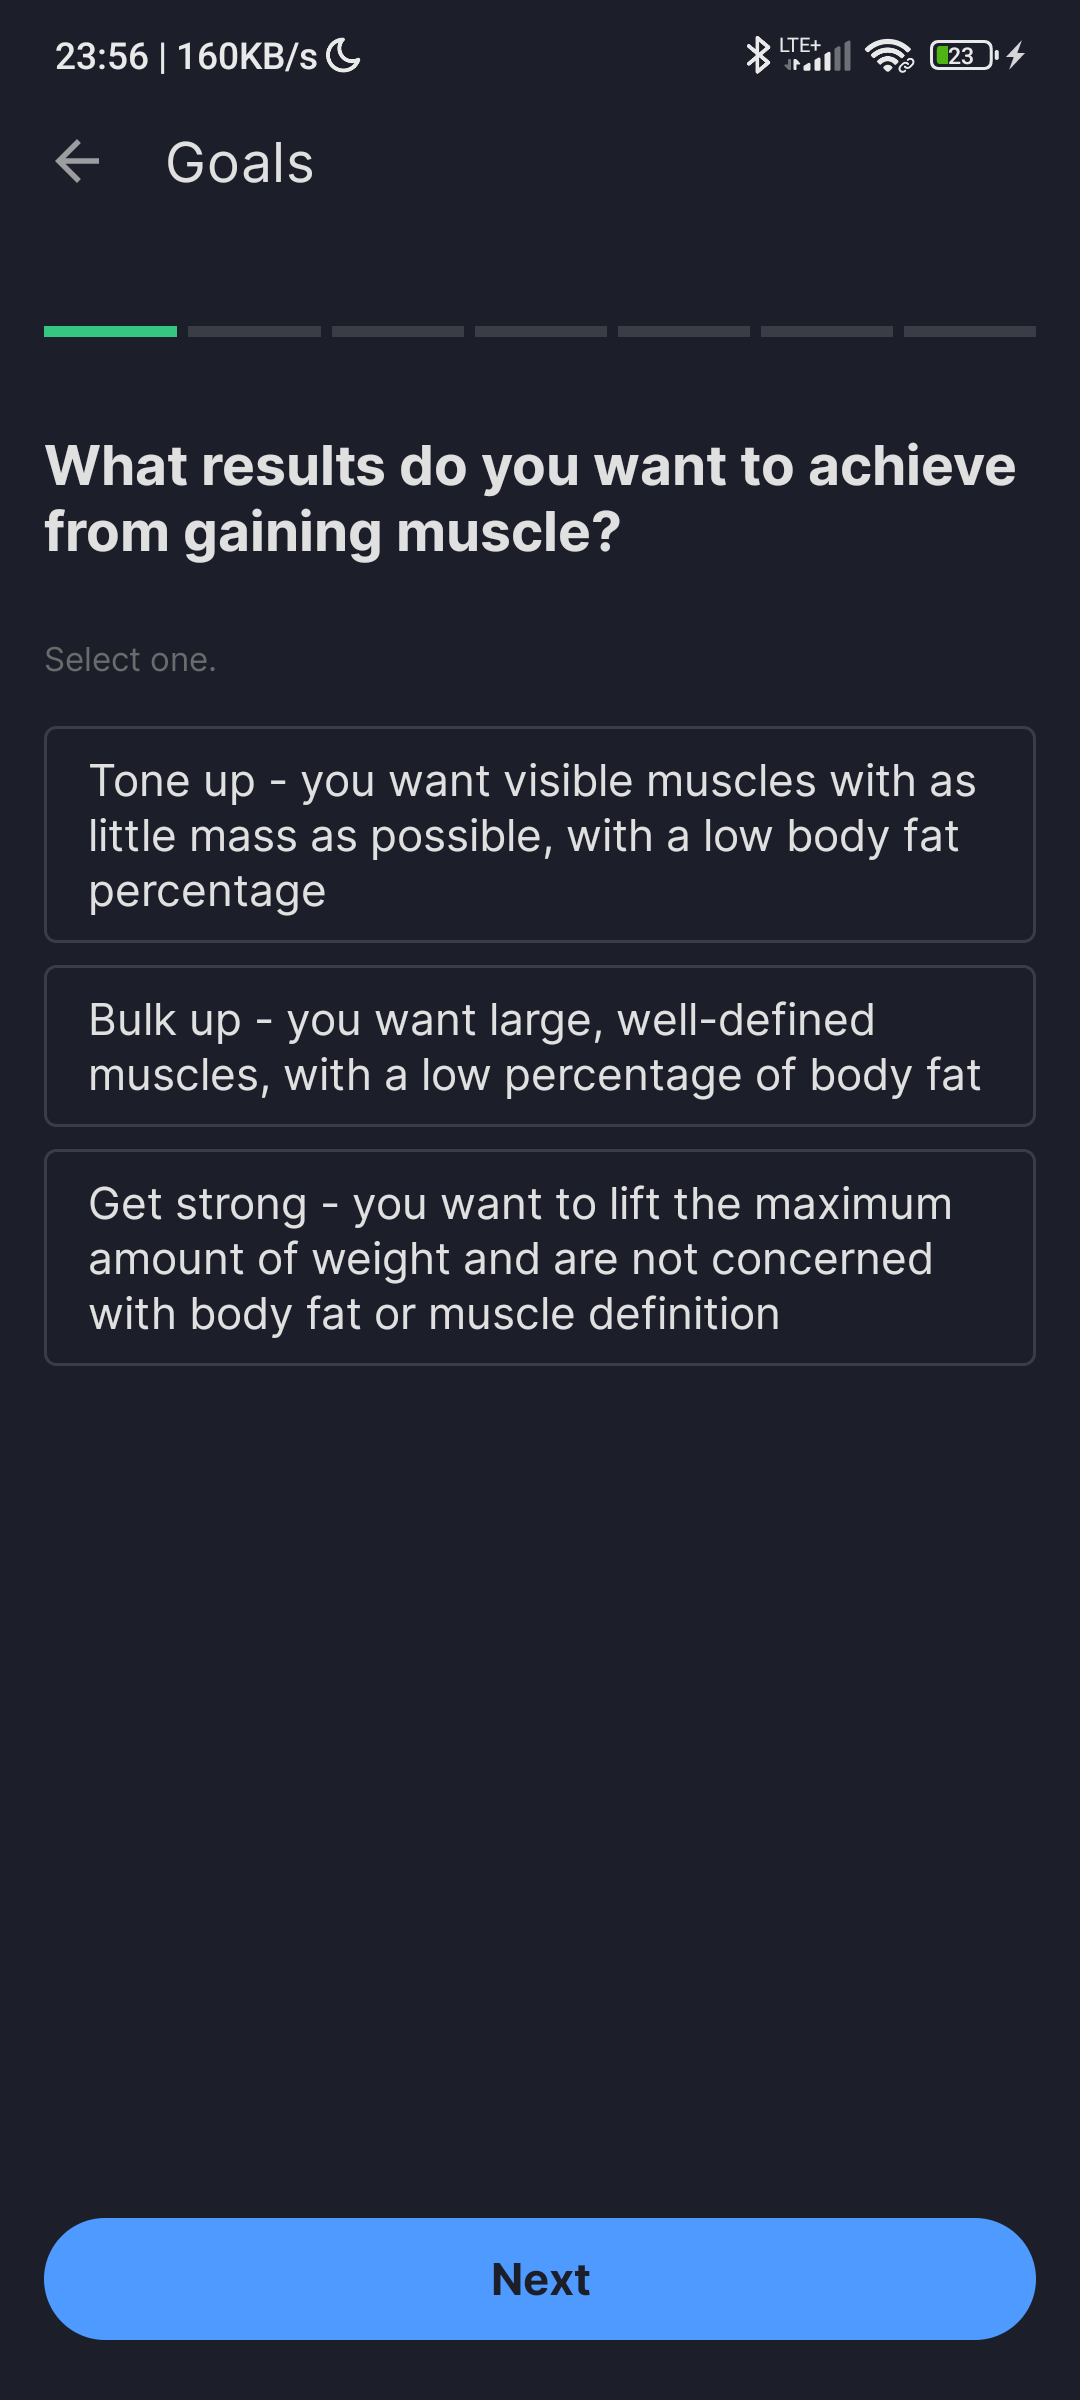 23:56 | 160KB/s
LTE+
23
Goals
What results do you want to achieve
from gaining muscle?
Select one.
Tone up - you want visible muscles with as
little mass as possible, with a low body fat
percentage
Bulk up - you want large, well-defined
muscles, with a low percentage of body fat
Get strong - you want to lift the maximum
amount of weight and are not concerned
with body fat or muscle definition
Next